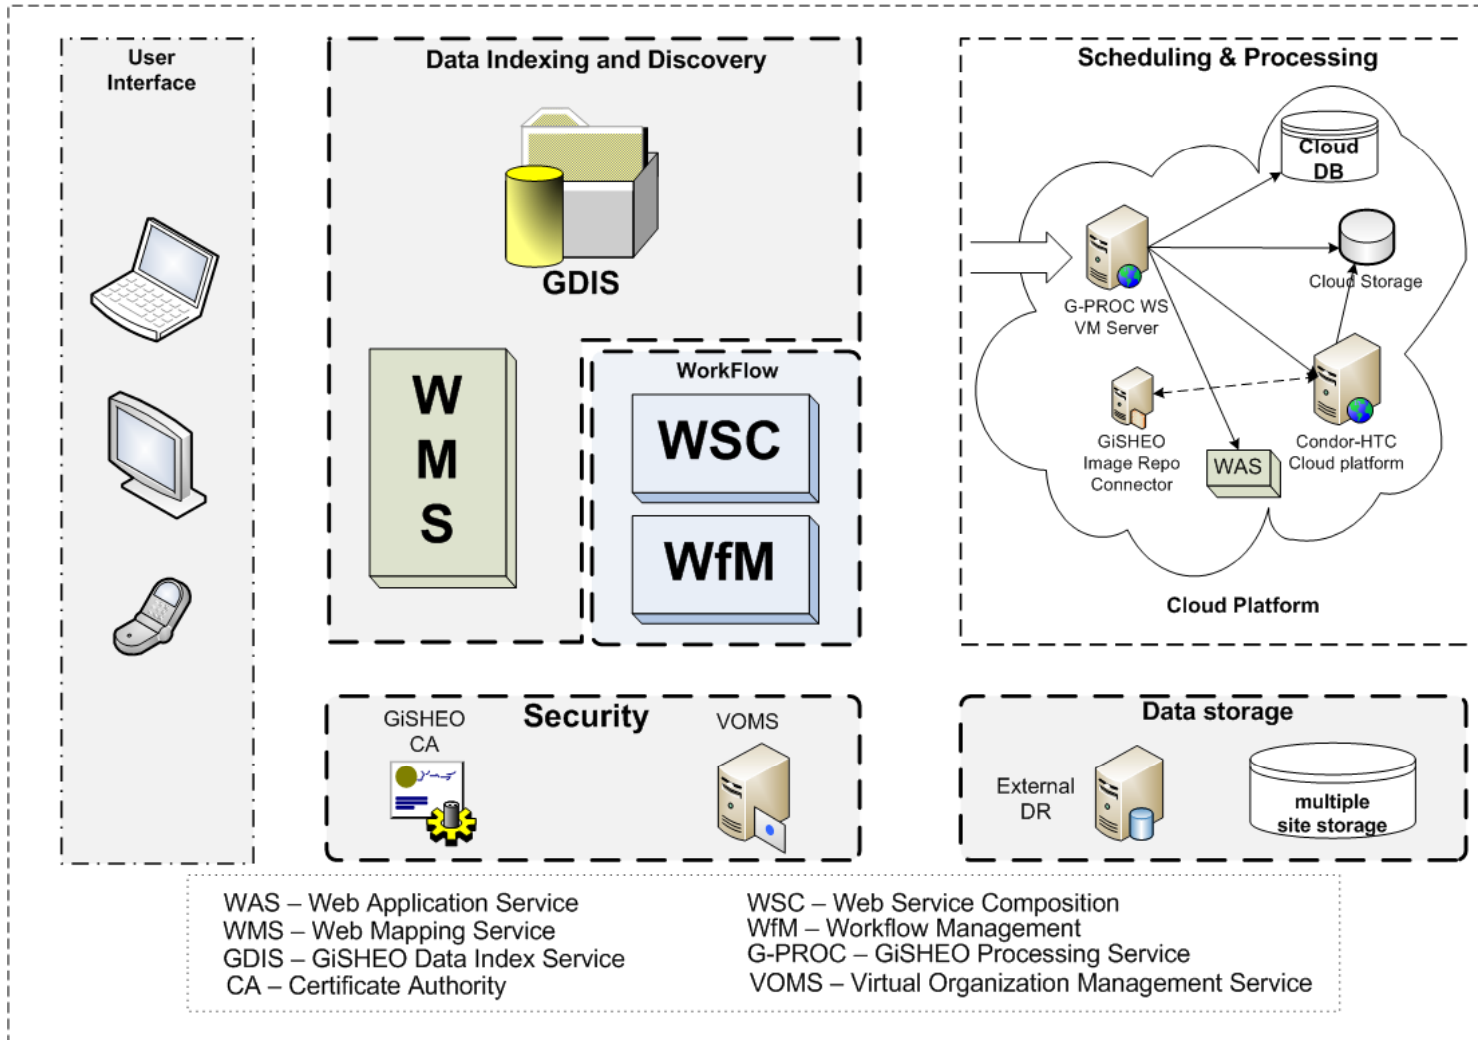 User
Interface
Data Indexing and Discovery
GDIS
W
M
S
WorkFlow
WSC
WfM
Scheduling & Processing
Cloud
DB
Cloud Storage
G-PROC WS
VM Server
GiSHEO
Image Repo
Connector
WAS
Condor-HTC
Cloud platform
Cloud Platform
Security
GiSHEO
CA
VOMS
Data storage
External
DR
multiple
site storage
WAS – Web Application Service
WMS – Web Mapping Service
GDIS – GiSHEO Data Index Service
CA – Certificate Authority
WSC – Web Service Composition
WfM – Workflow Management
G-PROC – GiSHEO Processing Service
VOMS – Virtual Organization Management Service